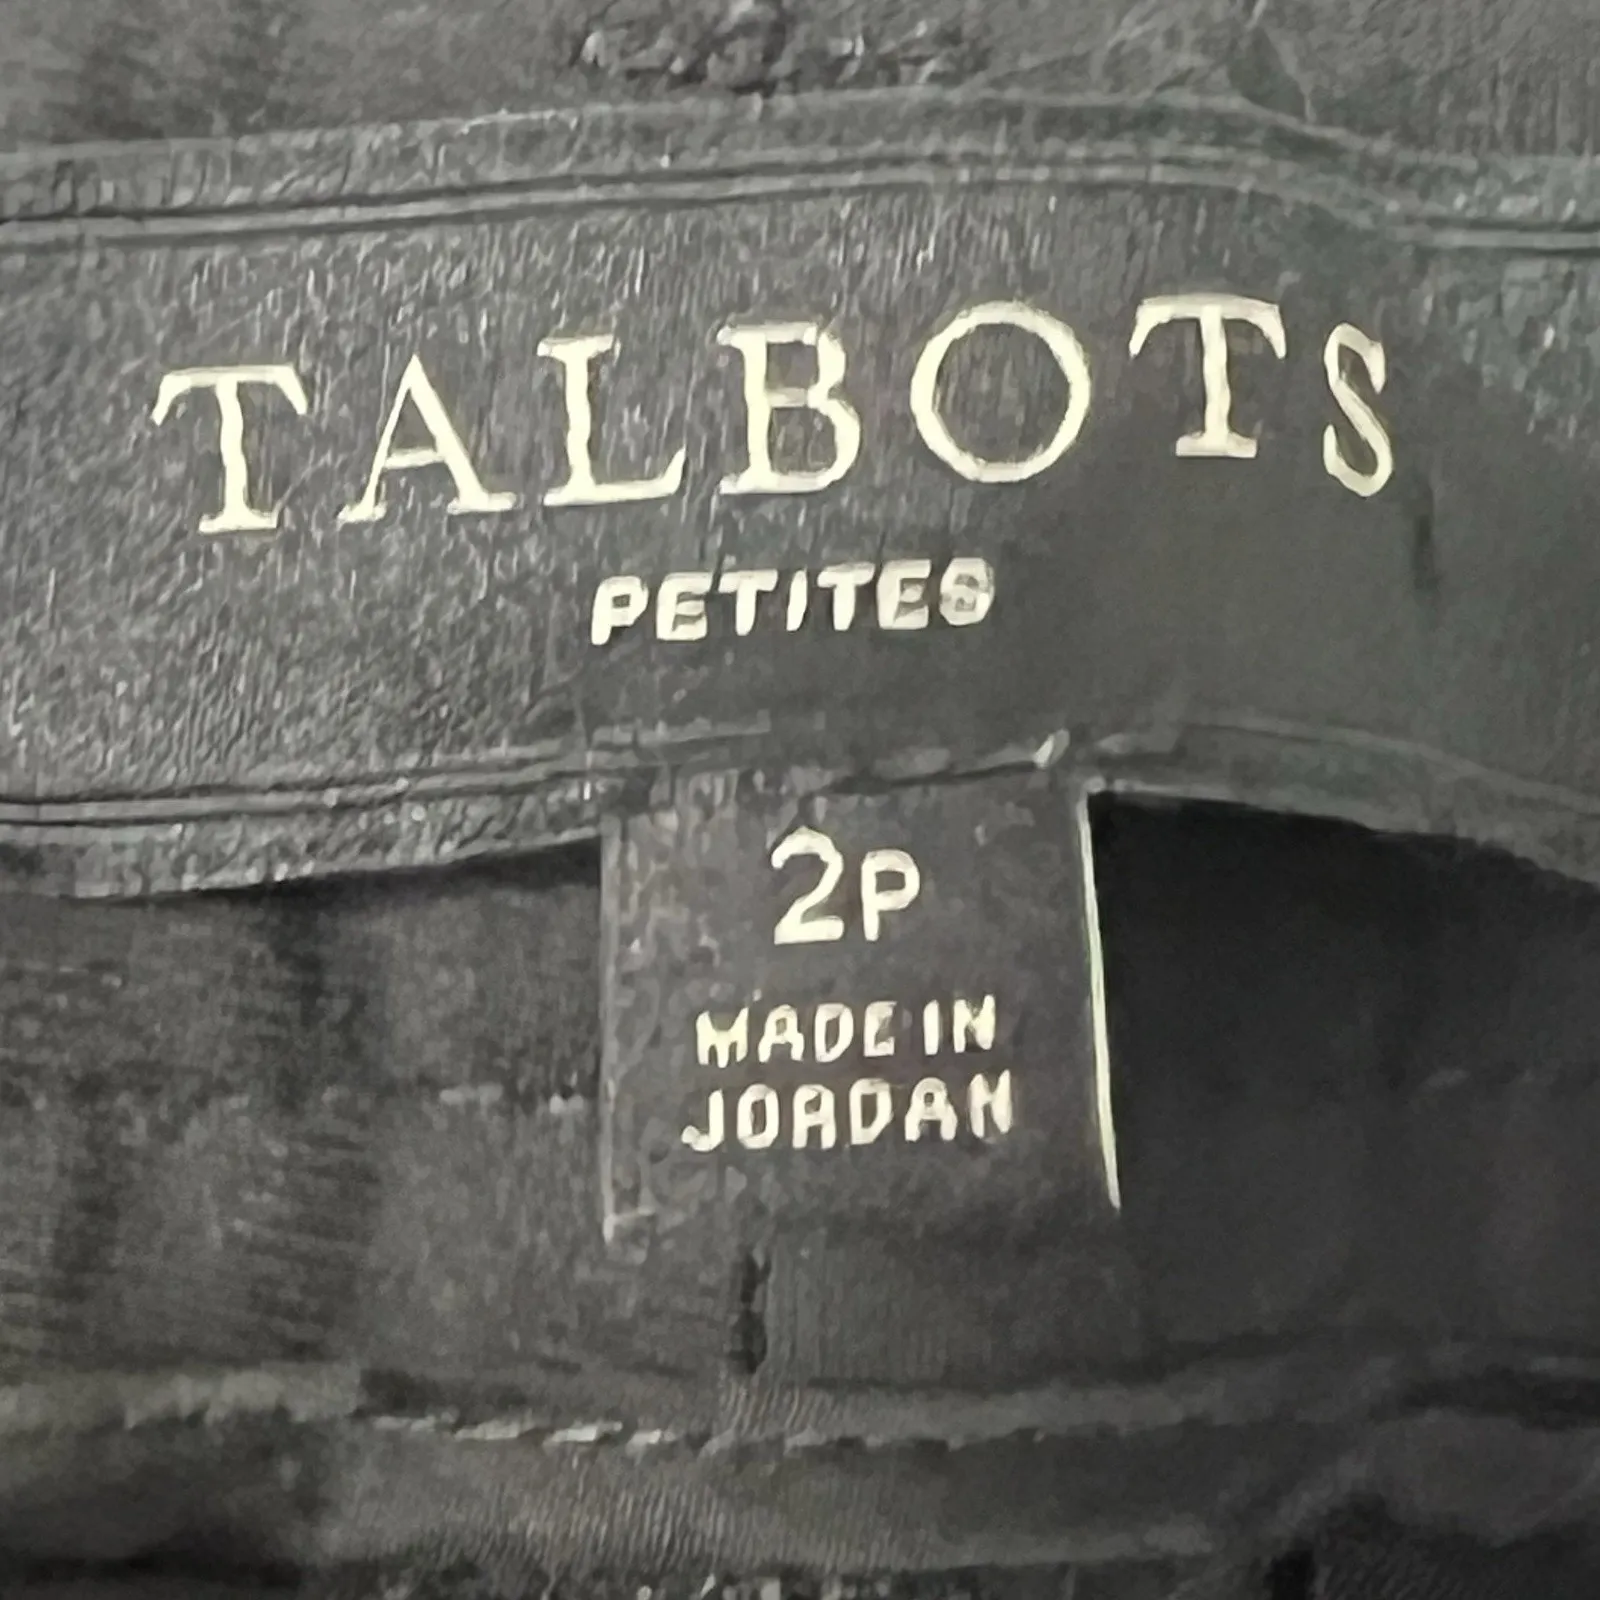 TALBOTS
PETITES
2P
MADE IN
JORDAN